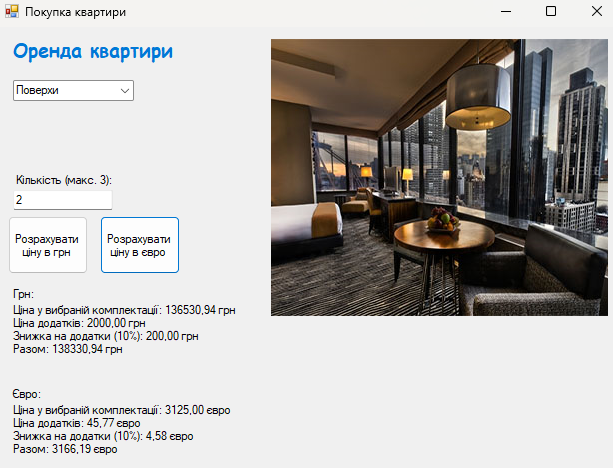 Покупка квартири
Оренда квартири
Поверхи
Кількість (макс. 3):
2
Розрахувати
ціну в грн
Розрахувати
ціну в євро
Грн:
Ціна у вибраній комплектації: 136530,94 грн
Ціна додатків: 2000,00 грн
Знижка на додатки (10%): 200,00 грн
Разом: 138330,94 грн
Євро:
Ціна у вибраній комплектації: 3125,00 євро
Ціна додатків: 45,77 євро
Знижка на додатки (10%): 4,58 євро
Разом: 3166,19 євро